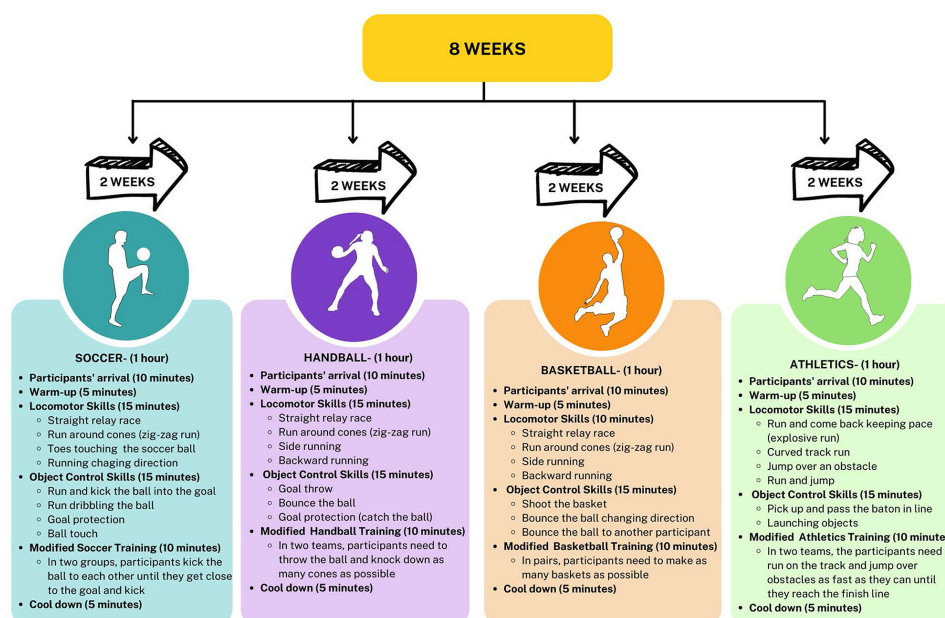 8 WEEKS
2 WEEKS
2 WEEKS
2 WEEKS
2 WEEKS
SOCCER- (1 hour)
• Participants' arrival (10 minutes)
• Warm-up (5 minutes)
• Locomotor Skills (15 minutes)
◦ Straight relay race
◦ Run around cones (zig-zag run)
◦ Toes touching the soccer ball
◦ Running chaging direction
• Object Control Skills (15 minutes)
◦ Run and kick the ball into the goal
◦ Run dribbling the ball
◦ Goal protection
◦ Ball touch
• Modified Soccer Training (10 minutes)
◦ In two groups, participants kick the
ball to each other until they get close
to the goal and kick
• Cool down (5 minutes)
HANDBALL- (1 hour)
• Participants' arrival (10 minutes)
• Warm-up (5 minutes)
• Locomotor Skills (15 minutes)
◦ Straight relay race
◦ Run around cones (zig-zag run)
◦ Side running
◦ Backward running
• Object Control Skills (15 minutes)
◦ Goal throw
◦ Bounce the ball
◦ Goal protection (catch the ball)
• Modified Handball Training (10 minutes)
◦ In two teams, participants need to
throw the ball and knock down as
many cones as possible
• Cool down (5 minutes)
BASKETBALL- (1 hour)
• Participants' arrival (10 minutes)
• Warm-up (5 minutes)
• Locomotor Skills (10 minutes)
◦ Straight relay race
◦ Run around cones (zig-zag run)
◦ Side running
◦ Backward running
• Object Control Skills (15 minutes)
◦ Shoot the basket
◦ Bounce the ball changing direction
◦ Bounce the ball to another participant
• Modified Basketball Training (10 minutes)
◦ In pairs, participants need to make as
many baskets as possible
• Cool down (5 minutes)
ATHLETICS- (1 hour)
• Participants' arrival (10 minutes)
• Warm-up (5 minutes)
• Locomotor Skills (15 minutes)
◦ Run and come back keeping pace
(explosive run)
◦ Curved track run
◦ Jump over an obstacle
◦ Run and jump
• Object Control Skills (15 minutes)
◦ Pick up and pass the baton in line
◦ Launching objects
• Modified Athletics Training (10 minute
◦ In two teams, the participants need
run on the track and jump over
obstacles as fast as they can until
they reach the finish line
• Cool down (5 minutes)